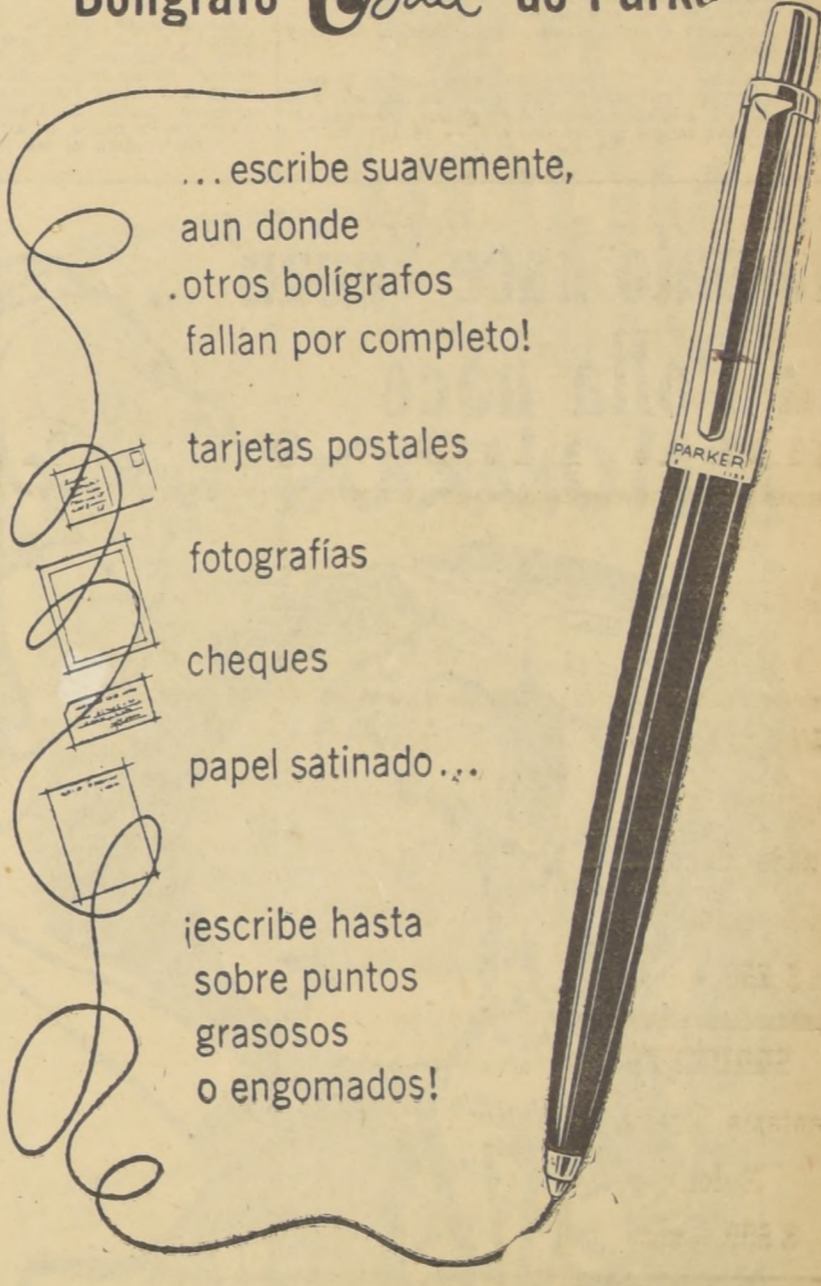 Bolígrafo
...escribe suavemente,
aun donde
.otros bolígrafos
fallan por completo!
tarjetas postales
PARKER
fotografías
cheques
papel satinado...
¡escribe hasta
sobre puntos
grasosos
o engomados!